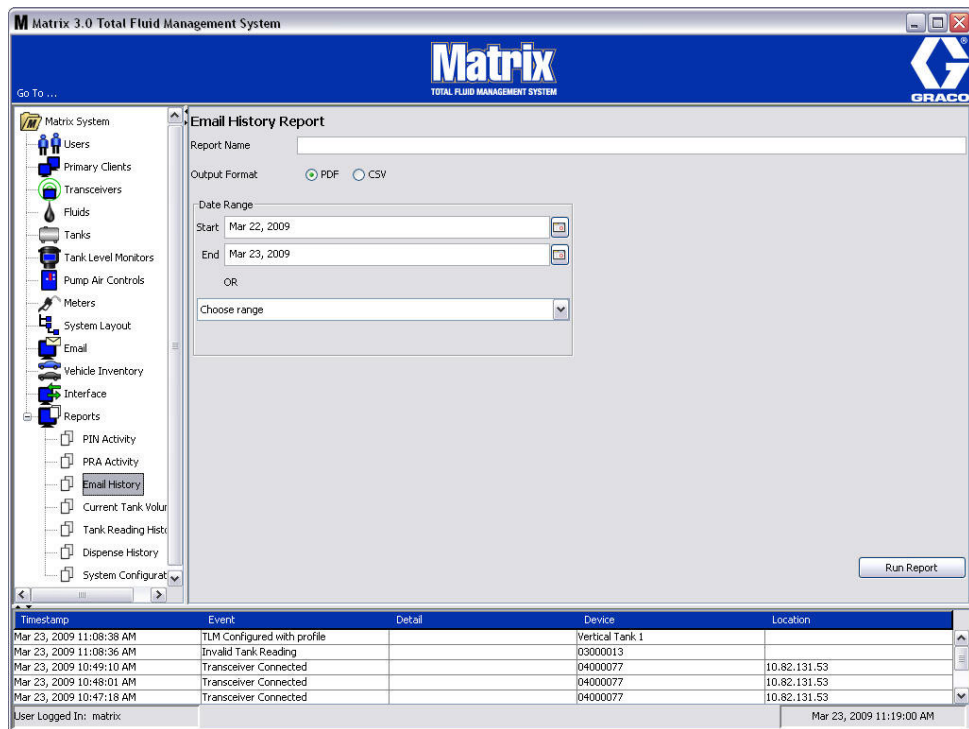 Matrix 3.0 Total Fluid Management System
Matrix
TOTAL FLUID MANAGEMENT SYSTEM
GRACO
Go To ...
Matrix System
Users
Primary Clients
Transceivers
Fluids
Tanks
Tank Level Monitors
Pump Air Controls
Meters
System Layout
Email
Vehicle Inventory
Interface
Reports
PIN Activity
PRA Activity
Email History
Current Tank Volur
Tank Reading Histo
Dispense History
System Configurat
Email History Report
Report Name
Output Format PDF CSV
Date Range
Start Mar 22, 2009
End Mar 23, 2009
OR
Choose range
Run Report
Timestamp Event Detail Device Location
Mar 23, 2009 11:08:38 AM TLM Configured with profile Vertical Tank 1
Mar 23, 2009 11:08:36 AM Invalid Tank Reading 03000013
Mar 23, 2009 10:49:10 AM Transceiver Connected 04000077 10.82.131.53
Mar 23, 2009 10:48:01 AM Transceiver Connected 04000077 10.82.131.53
Mar 23, 2009 10:47:18 AM Transceiver Connected 04000077 10.82.131.53
User Logged In: matrix Mar 23, 2009 11:19:00 AM